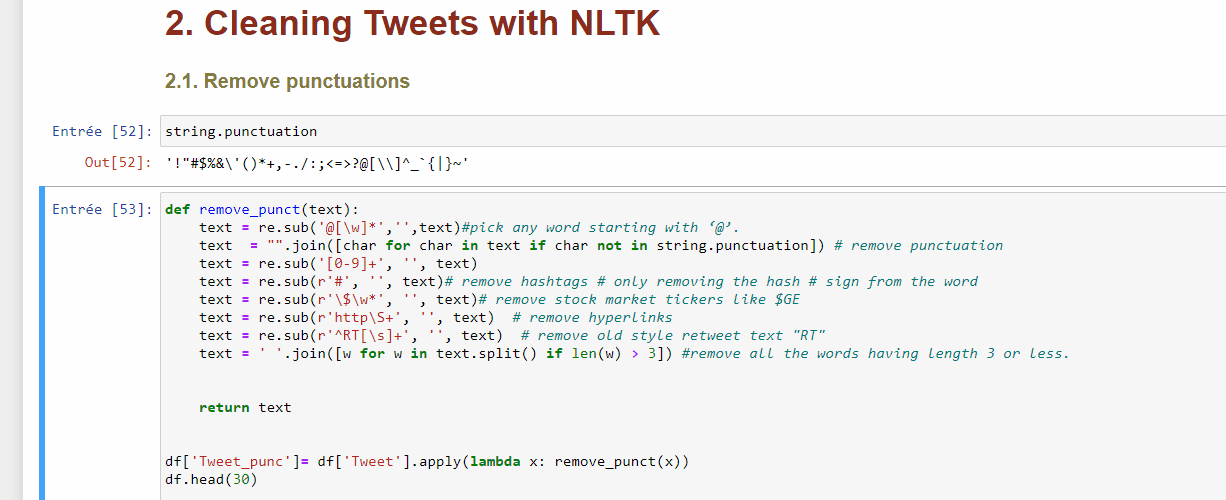 2. Cleaning Tweets with NLTK
2.1. Remove punctuations
Entrée [52]: string.punctuation
Out[52]: '!"#$%&\'()*+,-./:;<=>?@[\\]^_`{|}~'
Entrée [53]: def remove_punct(text):
    text = re.sub('@[\w]*','',text)#pick any word starting with ‘@’.
    text  = "".join([char for char in text if char not in string.punctuation]) # remove punctuation
    text = re.sub('[0-9]+', '', text)
    text = re.sub(r'#', '', text)# remove hashtags # only removing the hash # sign from the word
    text = re.sub(r'\$\w*', '', text)# remove stock market tickers like $GE
    text = re.sub(r'http\S+', '', text)  # remove hyperlinks
    text = re.sub(r'^RT[\s]+', '', text)  # remove old style retweet text "RT"
    text = ' '.join([w for w in text.split() if len(w) > 3]) #remove all the words having length 3 or less.
    return text
df['Tweet_punc']= df['Tweet'].apply(lambda x: remove_punct(x))
df.head(30)